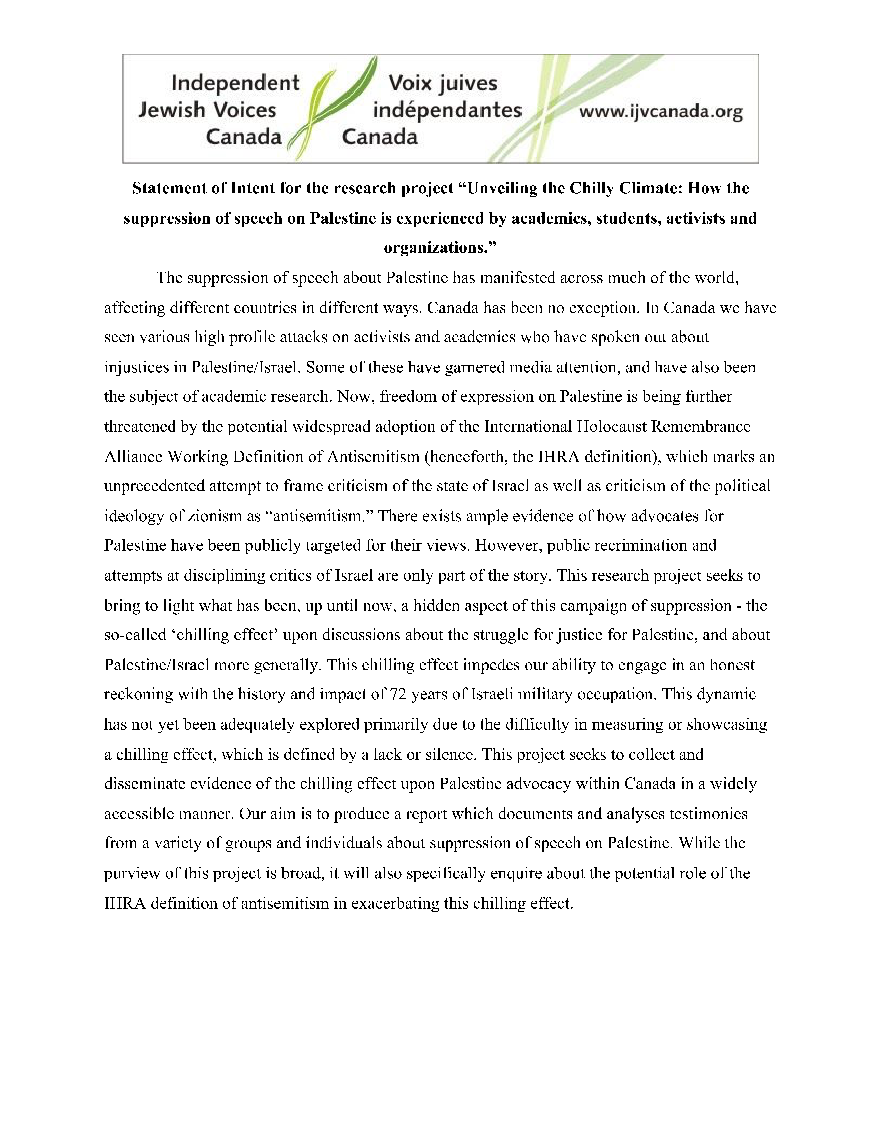 Independent Jewish Voices Canada
Voix juives indépendantes Canada
www.ijvcanada.org
Statement of Intent for the research project “Unveiling the Chilly Climate: How the
suppression of speech on Palestine is experienced by academics, students, activists and
organizations.”
The suppression of speech about Palestine has manifested across much of the world,
affecting different countries in different ways. Canada has been no exception. In Canada we have
seen various high profile attacks on activists and academics who have spoken out about
injustices in Palestine/Israel. Some of these have garnered media attention, and have also been
the subject of academic research. Now, freedom of expression on Palestine is being further
threatened by the potential widespread adoption of the International Holocaust Remembrance
Alliance Working Definition of Antisemitism (henceforth, the IHRA definition), which marks an
unprecedented attempt to frame criticism of the state of Israel as well as criticism of the political
ideology of zionism as “antisemitism.” There exists ample evidence of how advocates for
Palestine have been publicly targeted for their views. However, public recrimination and
attempts at disciplining critics of Israel are only part of the story. This research project seeks to
bring to light what has been, up until now, a hidden aspect of this campaign of suppression - the
so-called ‘chilling effect’ upon discussions about the struggle for justice for Palestine, and about
Palestine/Israel more generally. This chilling effect impedes our ability to engage in an honest
reckoning with the history and impact of 72 years of Israeli military occupation. This dynamic
has not yet been adequately explored primarily due to the difficulty in measuring or showcasing
a chilling effect, which is defined by a lack or silence. This project seeks to collect and
disseminate evidence of the chilling effect upon Palestine advocacy within Canada in a widely
accessible manner. Our aim is to produce a report which documents and analyses testimonies
from a variety of groups and individuals about suppression of speech on Palestine. While the
purview of this project is broad, it will also specifically enquire about the potential role of the
IHRA definition of antisemitism in exacerbating this chilling effect.